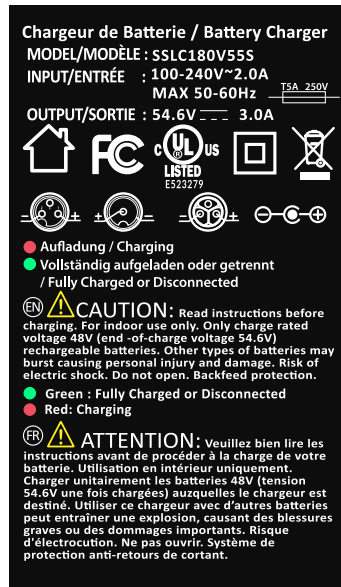 Chargeur de Batterie / Battery Charger
MODEL/MODÈLE : SSLC180V55S
INPUT/ENTRÉE : 100-240V~2.0A
MAX 50-60Hz
T5A 250V
OUTPUT/SORTIE : 54.6V 3.0A
FC
C UL US
®
LISTED
E523279
- +
- +
- +
Aufladung / Charging
Vollständig aufgeladen oder getrennt
/ Fully Charged or Disconnected
EN CAUTION: Read instructions before
charging. For indoor use only. Only charge rated
voltage 48V (end -of-charge voltage 54.6V)
rechargeable batteries. Other types of batteries may
burst causing personal injury and damage. Risk of
electric shock. Do not open. Backfeed protection.
Green : Fully Charged or Disconnected
Red: Charging
FR ATTENTION: Veuillez bien lire les
instructions avant de procéder à la charge de votre
batterie. Utilisation en intérieur uniquement.
Charger unitairement les batteries 48V (tension
54.6V une fois chargées) auzquelles le chargeur est
destiné. Utiliser ce chargeur avec d'autres batteries
peut entraîner une explosion, causant des blessures
graves ou des dommages importants. Risque
d'électrocution. Ne pas ouvrir. Système de
protection anti-retours de cortant.